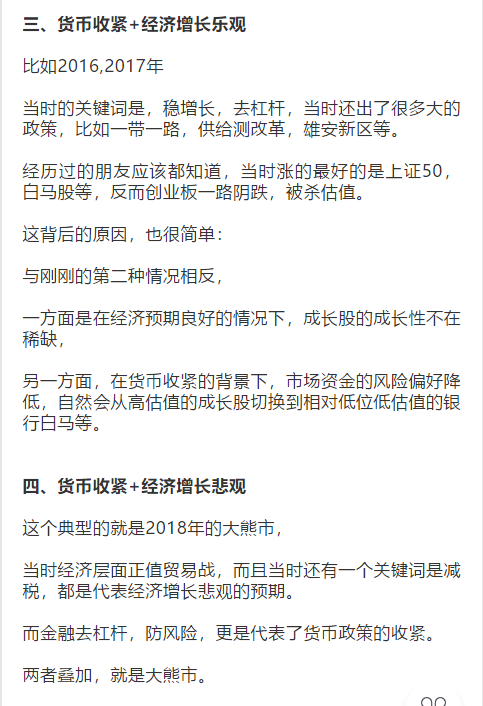 三、货币收紧+经济增长乐观
比如2016,2017年
当时的关键词是，稳增长，去杠杆，当时还出了很多大的
政策，比如一带一路，供给测改革，雄安新区等。
经历过的朋友应该都知道，当时涨的最好的是上证50，
白马股等，反而创业板一路阴跌，被杀估值。
这背后的原因，也很简单：
与刚刚的第二种情况相反，
一方面是在经济预期良好的情况下，成长股的成长性不在
稀缺，
另一方面，在货币收紧的背景下，市场资金的风险偏好降
低，自然会从高估值的成长股切换到相对低位低估值的银
行白马等。
四、货币收紧+经济增长悲观
这个典型的就是2018年的大熊市，
当时经济层面正值贸易战，而且当时还有一个关键词是减
税，都是代表经济增长悲观的预期。
而金融去杠杆，防风险，更是代表了货币政策的收紧。
两者叠加，就是大熊市。